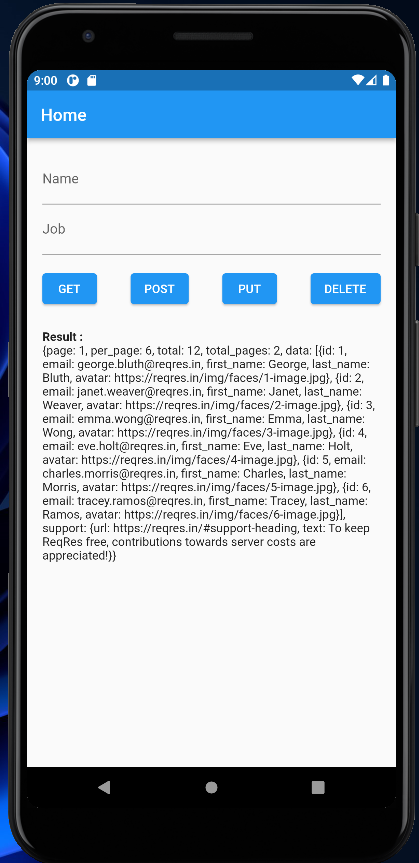 9:00
Home
Name
Job
GET POST PUT DELETE
Result :
{page: 1, per_page: 6, total: 12, total_pages: 2, data: [{id: 1,
email: george.bluth@reqres.in, first_name: George, last_name:
Bluth, avatar: https://reqres.in/img/faces/1-image.jpg}, {id: 2,
email: janet.weaver@reqres.in, first_name: Janet, last_name:
Weaver, avatar: https://reqres.in/img/faces/2-image.jpg}, {id: 3,
email: emma.wong@reqres.in, first_name: Emma, last_name:
Wong, avatar: https://reqres.in/img/faces/3-image.jpg}, {id: 4,
email: eve.holt@reqres.in, first_name: Eve, last_name: Holt,
avatar: https://reqres.in/img/faces/4-image.jpg}, {id: 5, email:
charles.morris@reqres.in, first_name: Charles, last_name:
Morris, avatar: https://reqres.in/img/faces/5-image.jpg}, {id: 6,
email: tracey.ramos@reqres.in, first_name: Tracey, last_name:
Ramos, avatar: https://reqres.in/img/faces/6-image.jpg}],
support: {url: https://reqres.in/#support-heading, text: To keep
ReqRes free, contributions towards server costs are
appreciated!}}